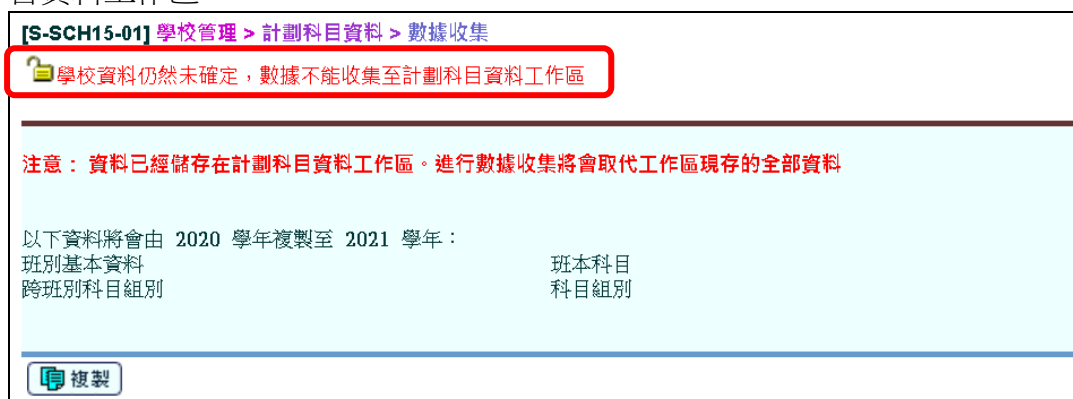 [S-SCH15-01] 學校管理 > 計劃科目資料 > 數據收集
學校資料仍然未確定，數據不能收集至計劃科目資料工作區
注意： 資料已經儲存在計劃科目資料工作區。進行數據收集將會取代工作區現存的全部資料
以下資料將會由 2020 學年複製至 2021 學年：
班別基本資料 班本科目
跨班別科目組別 科目組別
複製